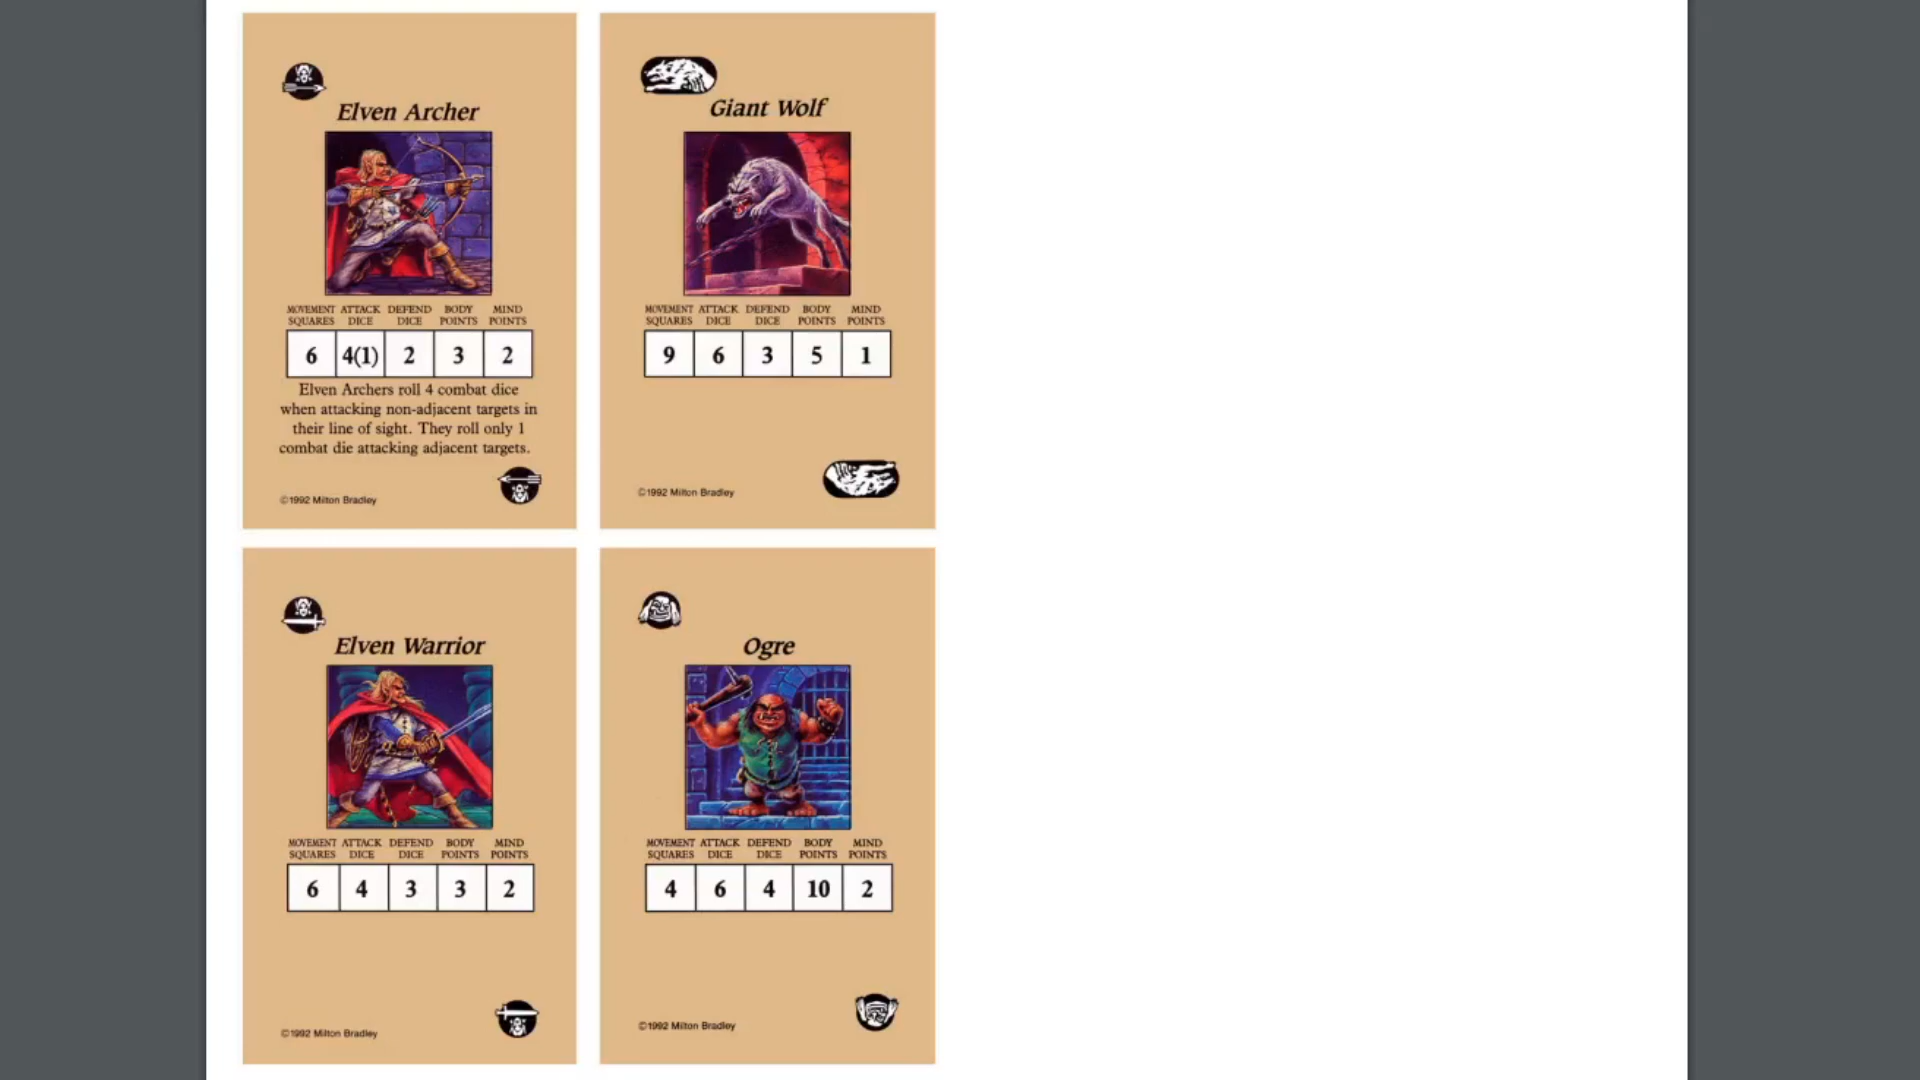 Elven Archer
MOVEMENT ATTACK DEFEND BODY MIND
SQUARES DICE DICE POINTS POINTS
6 4(1) 2 3 2
Elven Archers roll 4 combat dice
when attacking non-adjacent targets in
their line of sight. They roll only 1
combat die attacking adjacent targets.
©1992 Milton Bradley
Giant Wolf
MOVEMENT ATTACK DEFEND BODY MIND
SQUARES DICE DICE POINTS POINTS
9 6 3 5 1
©1992 Milton Bradley
Elven Warrior
MOVEMENT ATTACK DEFEND BODY MIND
SQUARES DICE DICE POINTS POINTS
6 4 3 3 2
©1992 Milton Bradley
Ogre
MOVEMENT ATTACK DEFEND BODY MIND
SQUARES DICE DICE POINTS POINTS
4 6 4 10 2
©1992 Milton Bradley